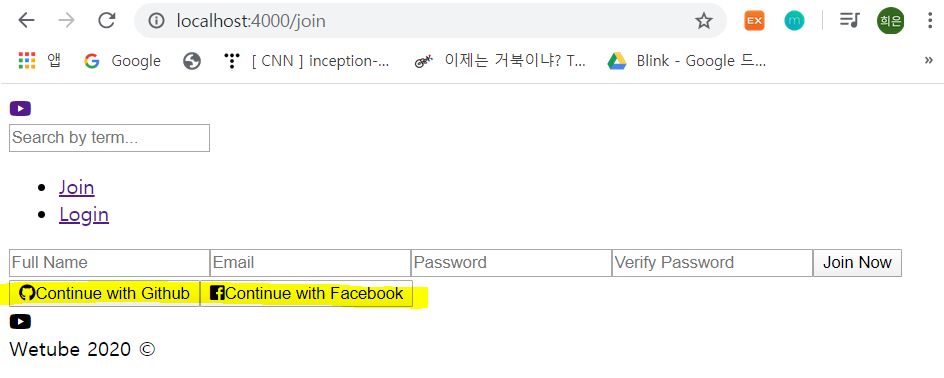 localhost:4000/join
EX
m
희은
앱 Google [ CNN ] inception-... 이제는 거북이냐? T... Blink - Google 드... »
Search by term...
Join
Login
Full Name Email Password Verify Password Join Now
Continue with Github Continue with Facebook
Wetube 2020 ©